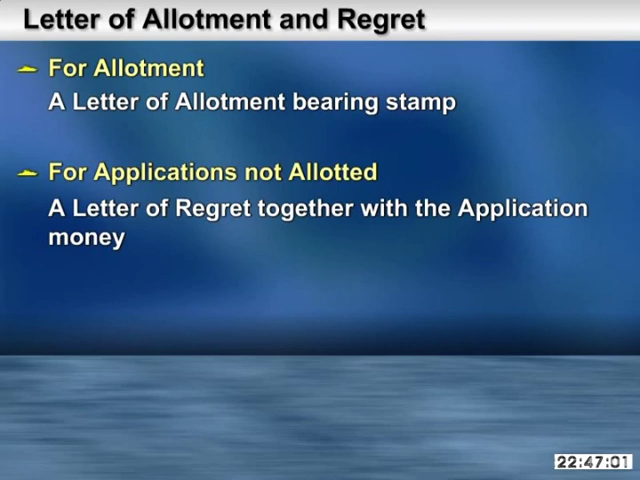 Letter of Allotment and Regret
For Allotment
A Letter of Allotment bearing stamp
For Applications not Allotted
A Letter of Regret together with the Application
money
22:47:01